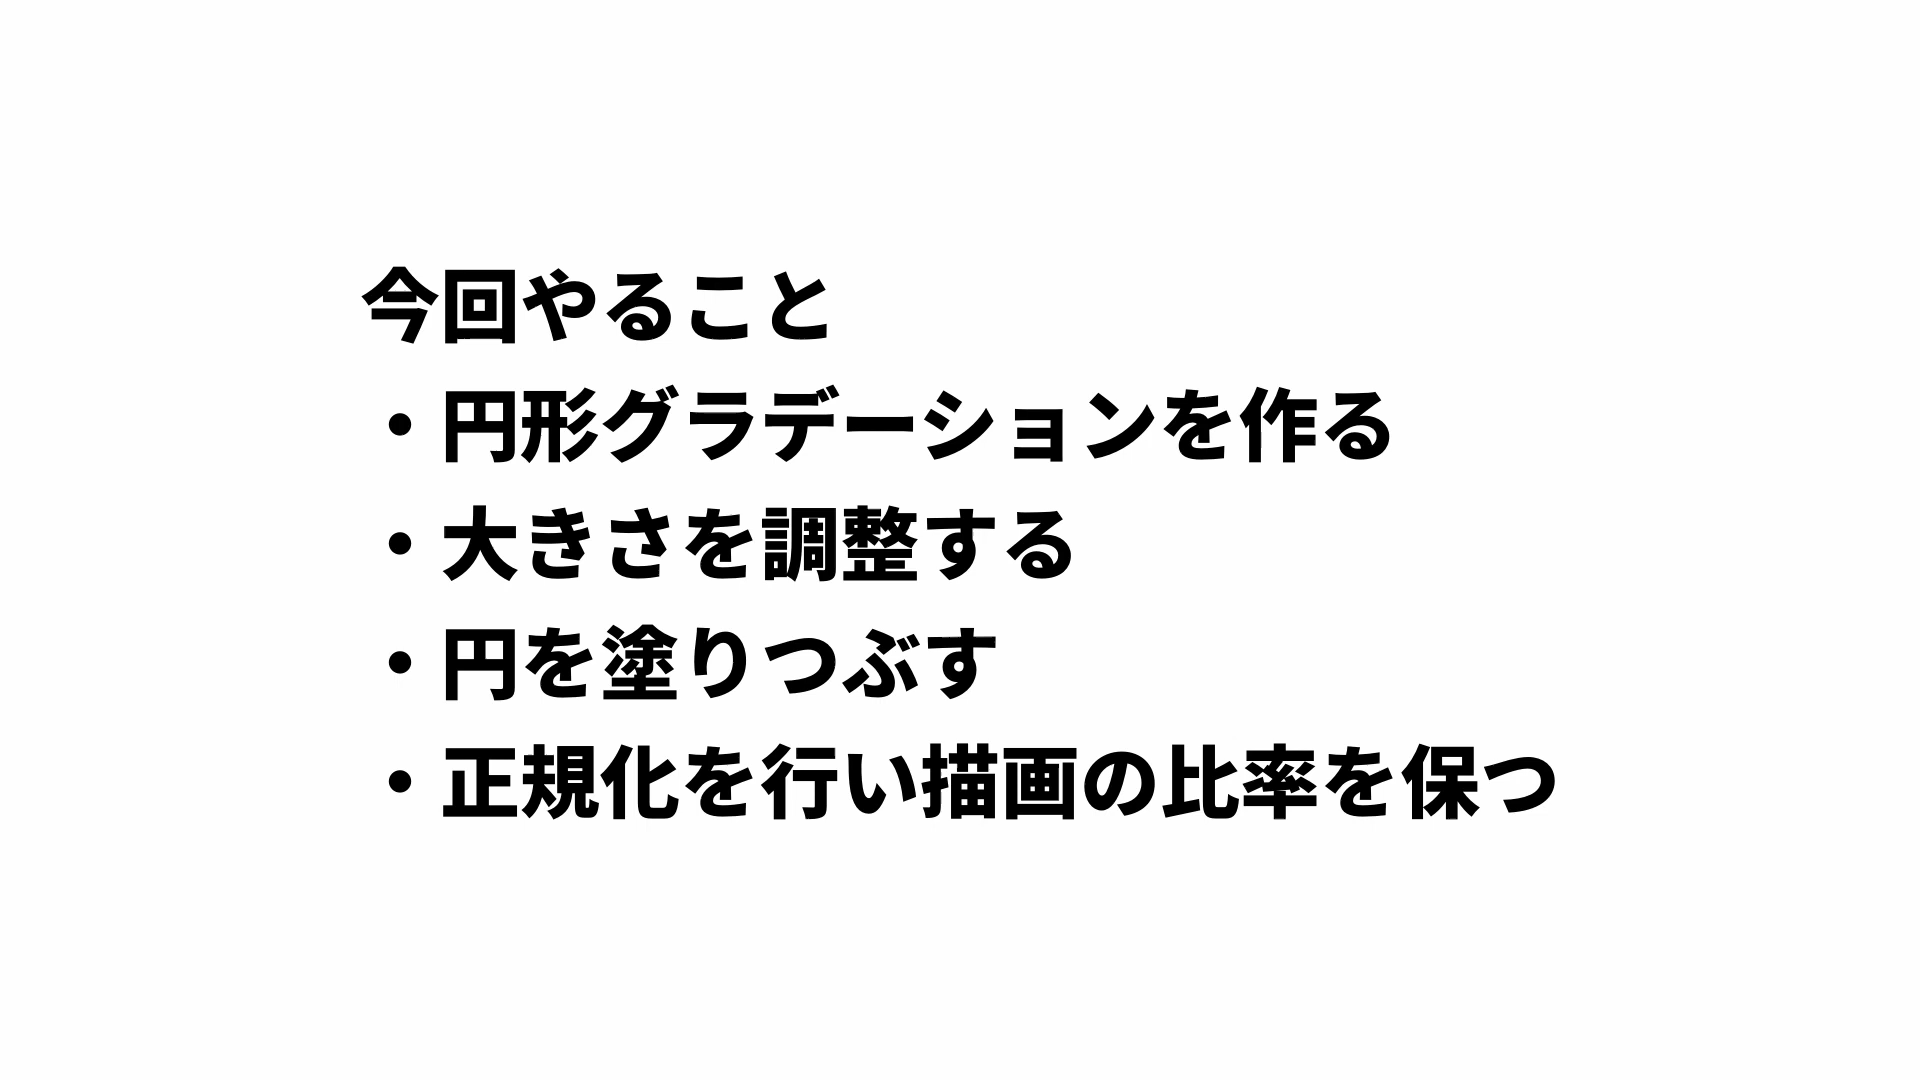 今回やること
・円形グラデーションを作る
・大きさを調整する
・円を塗りつぶす
・正規化を行い描画の比率を保つ